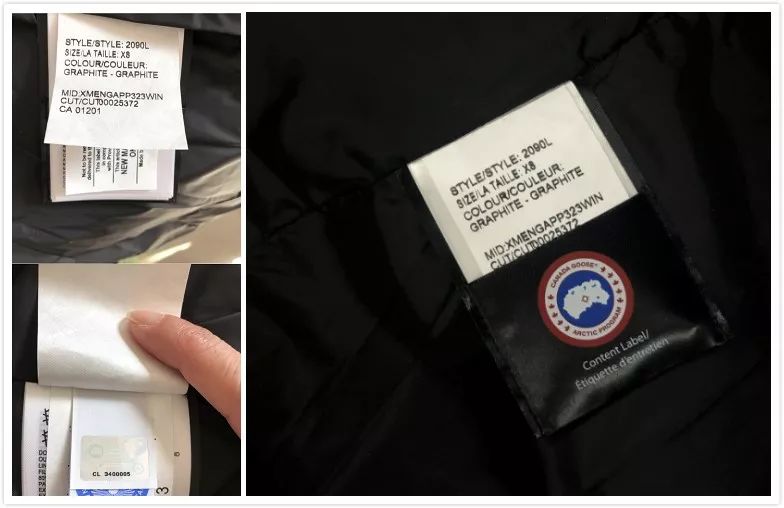 STYLE/STYLE: 2090L
SIZE/LA TAILLE: XS
COLOUR/COULEUR:
GRAPHITE - GRAPHITE
MID:XMENGAPP323WIN
CUT/CUT00025372
CA 01201
NEW MA
CL 3400005
STYLE/STYLE: 2090L
SIZE/LA TAILLE: XS
COLOUR/COULEUR:
GRAPHITE - GRAPHITE
MID:XMENGAPP323WIN
CUT/CUT00025372
CANADA GOOSE
ARCTIC PROGRAM
Content Label/
Étiquette d'entretien